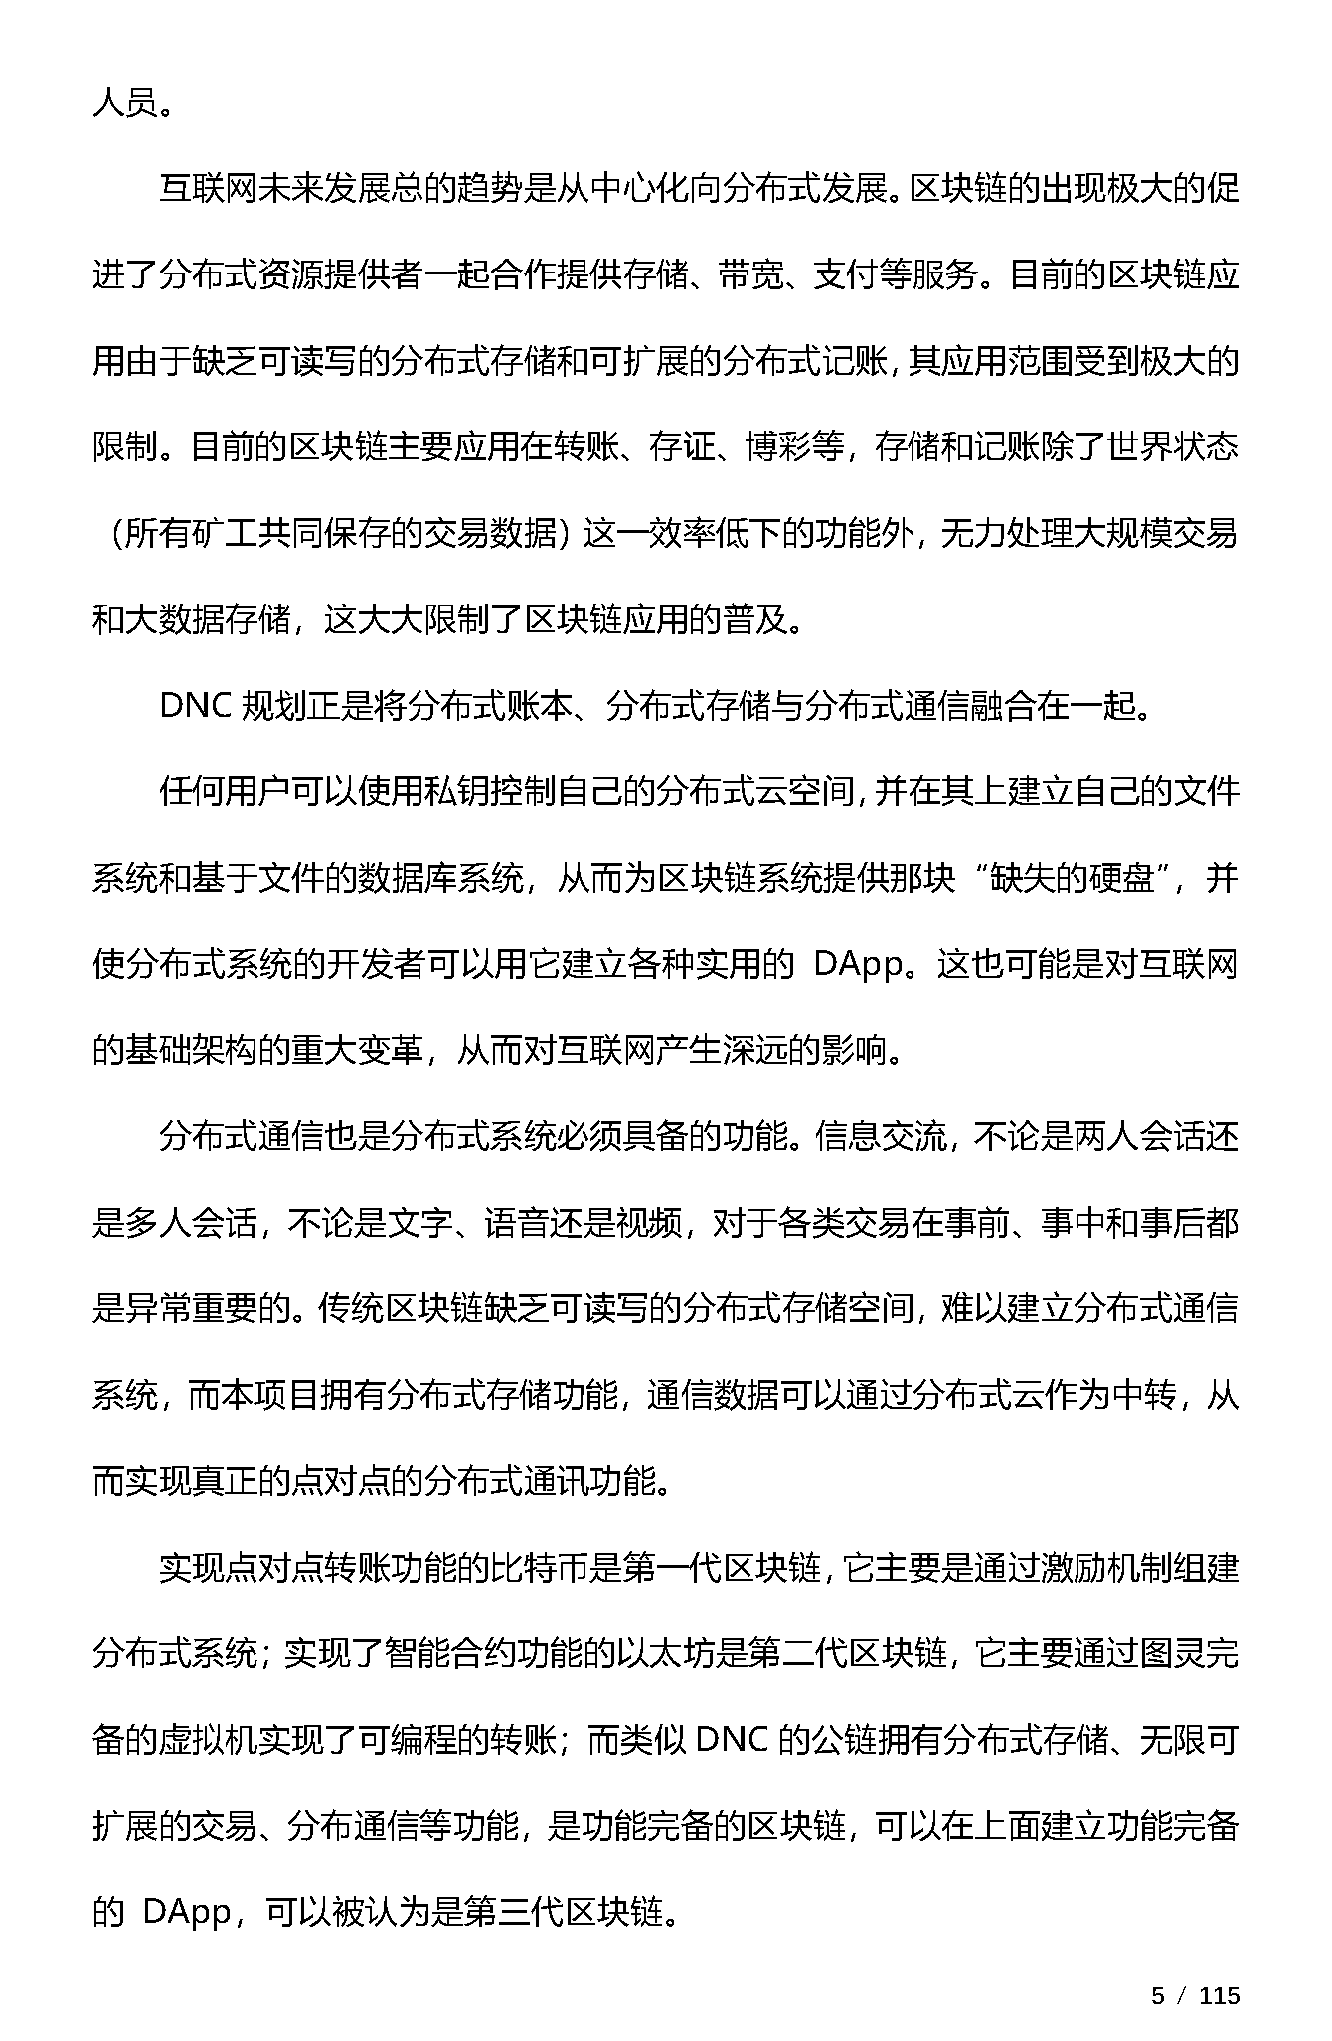 人员。
互联网未来发展总的趋势是从中心化向分布式发展。区块链的出现极大的促
进了分布式资源提供者一起合作提供存储、带宽、支付等服务。目前的区块链应
用由于缺乏可读写的分布式存储和可扩展的分布式记账，其应用范围受到极大的
限制。目前的区块链主要应用在转账、存证、博彩等，存储和记账除了世界状态
（所有矿工共同保存的交易数据）这一效率低下的功能外，无力处理大规模交易
和大数据存储，这大大限制了区块链应用的普及。
DNC 规划正是将分布式账本、分布式存储与分布式通信融合在一起。
任何用户可以使用私钥控制自己的分布式云空间，并在其上建立自己的文件
系统和基于文件的数据库系统，从而为区块链系统提供那块“缺失的硬盘”，并
使分布式系统的开发者可以用它建立各种实用的 DApp。这也可能是对互联网
的基础架构的重大变革，从而对互联网产生深远的影响。
分布式通信也是分布式系统必须具备的功能。信息交流，不论是两人会话还
是多人会话，不论是文字、语音还是视频，对于各类交易在事前、事中和事后都
是异常重要的。传统区块链缺乏可读写的分布式存储空间，难以建立分布式通信
系统，而本项目拥有分布式存储功能，通信数据可以通过分布式云作为中转，从
而实现真正的点对点的分布式通讯功能。
实现点对点转账功能的比特币是第一代区块链，它主要是通过激励机制组建
分布式系统；实现了智能合约功能的以太坊是第二代区块链，它主要通过图灵完
备的虚拟机实现了可编程的转账；而类似 DNC 的公链拥有分布式存储、无限可
扩展的交易、分布通信等功能，是功能完备的区块链，可以在上面建立功能完备
的 DApp，可以被认为是第三代区块链。
5 / 115